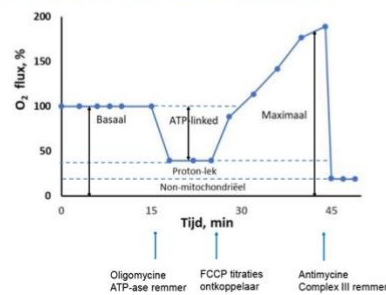 O₂ flux, %
200
150
100
50
0
Basaal
ATP-linked
Maximaal
Proton-lek
Non-mitochondriëel
0
15
30
45
Tijd, min
Oligomycine
ATP-ase remmer
FCCP titraties
ontkoppelaar
Antimycine
Complex III remmer